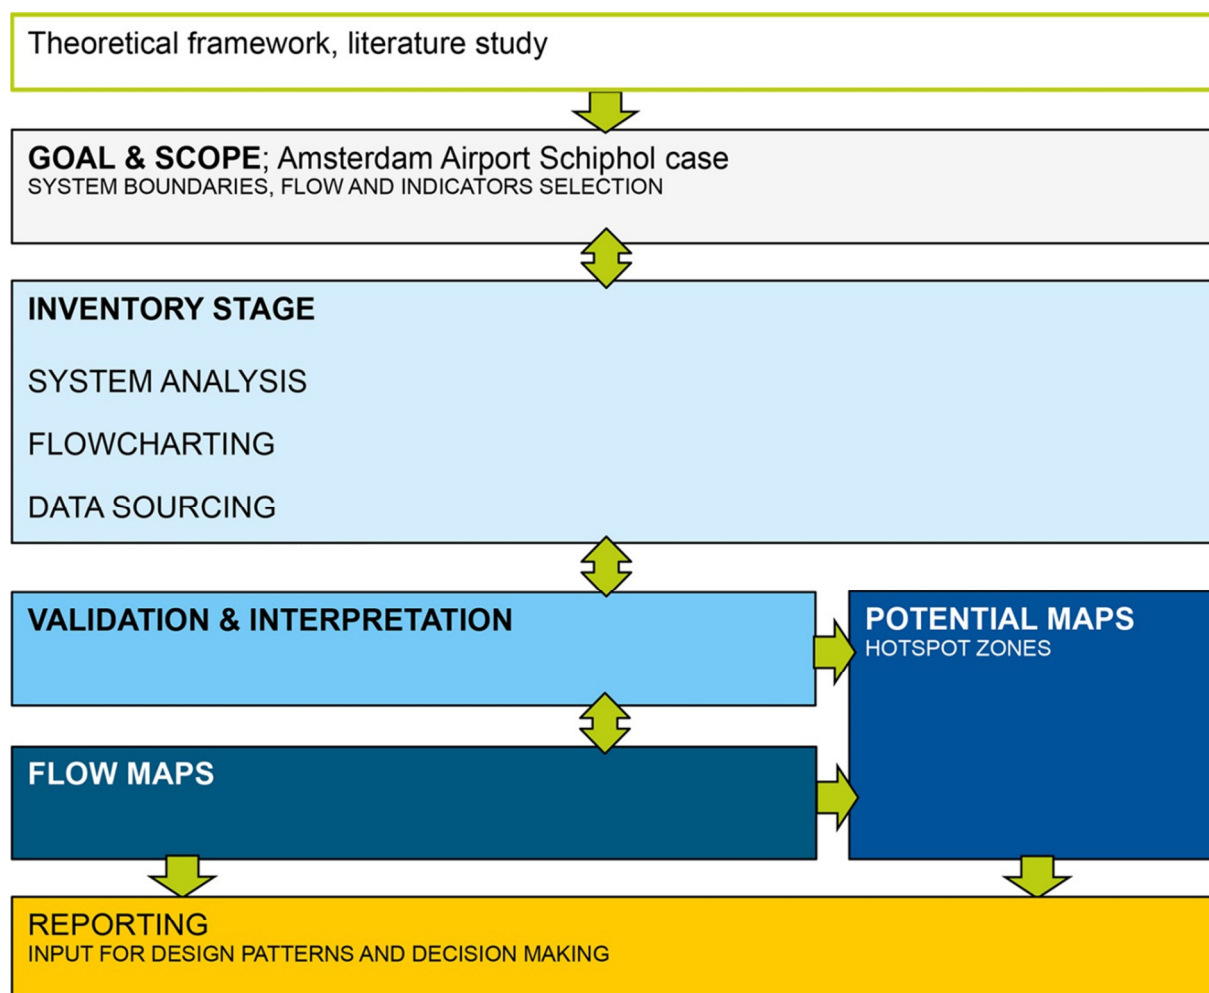 Theoretical framework, literature study
GOAL & SCOPE; Amsterdam Airport Schiphol case
SYSTEM BOUNDARIES, FLOW AND INDICATORS SELECTION
INVENTORY STAGE
SYSTEM ANALYSIS
FLOWCHARTING
DATA SOURCING
VALIDATION & INTERPRETATION
POTENTIAL MAPS
HOTSPOT ZONES
FLOW MAPS
REPORTING
INPUT FOR DESIGN PATTERNS AND DECISION MAKING